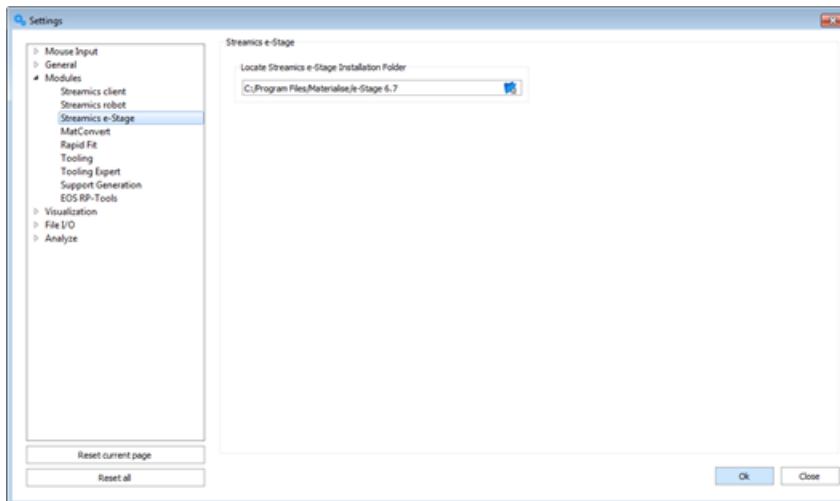 Settings
Mouse Input
General
Modules
Streamics client
Streamics robot
Streamics e-Stage
MatConvert
Rapid Fit
Tooling
Tooling Expert
Support Generation
EOS RP-Tools
Visualization
File I/O
Analyze
Reset current page
Reset all
Streamics e-Stage
Locate Streamics e-Stage Installation Folder
C:/Program Files/Materialise/e-Stage 6.7
Ok
Close